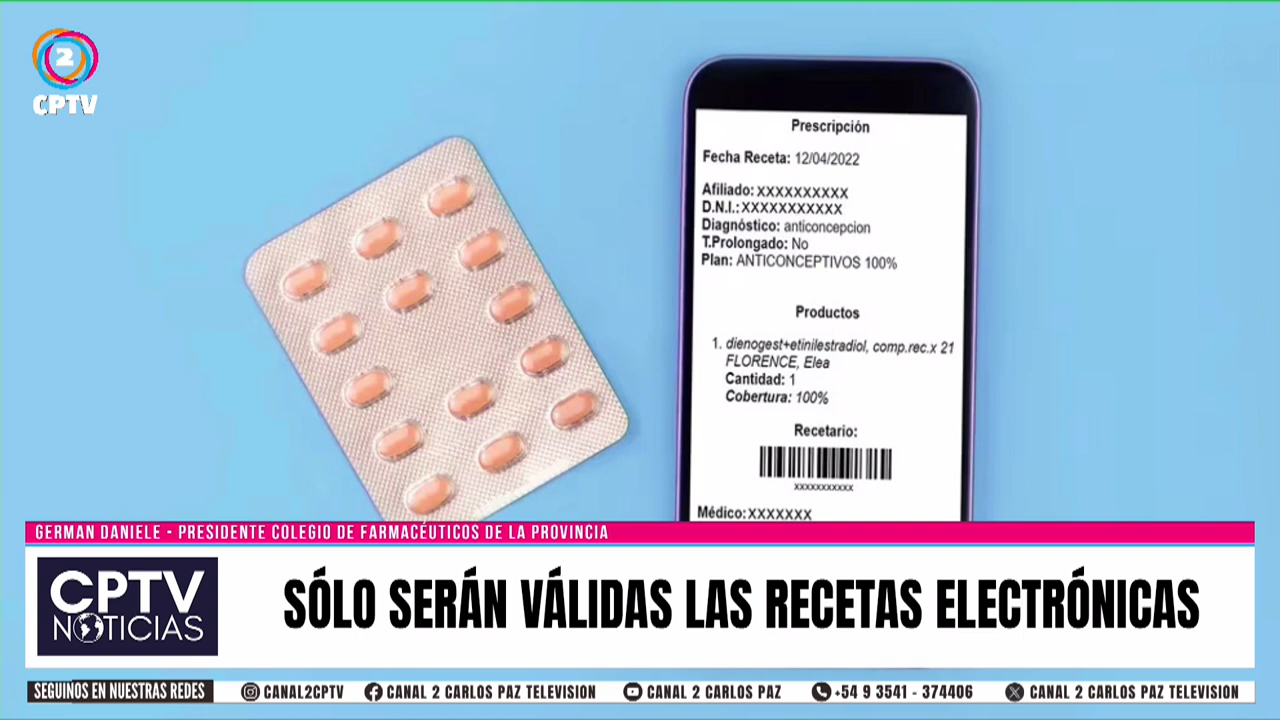 2
CPTV
Prescripción
Fecha Receta: 12/04/2022
Afiliado: XXXXXXXXXX
D.N.I.: XXXXXXXXXXX
Diagnóstico: anticoncepcion
T.Prolongado: No
Plan: ANTICONCEPTIVOS 100%
Productos
1. dienogest+etinilestradiol, comp.rec.x 21
FLORENCE, Elea
Cantidad: 1
Cobertura: 100%
Recetario:
xxxxxxxxxxx
Médico: XXXXXXX
GERMAN DANIELE - PRESIDENTE COLEGIO DE FARMACÉUTICOS DE LA PROVINCIA
CPTV
NOTICIAS
SÓLO SERÁN VÁLIDAS LAS RECETAS ELECTRÓNICAS
SEGUINOS EN NUESTRAS REDES CANAL2CPTV CANAL 2 CARLOS PAZ TELEVISION CANAL 2 CARLOS PAZ +54 9 3541 - 374406 CANAL 2 CARLOS PAZ TELEVISION